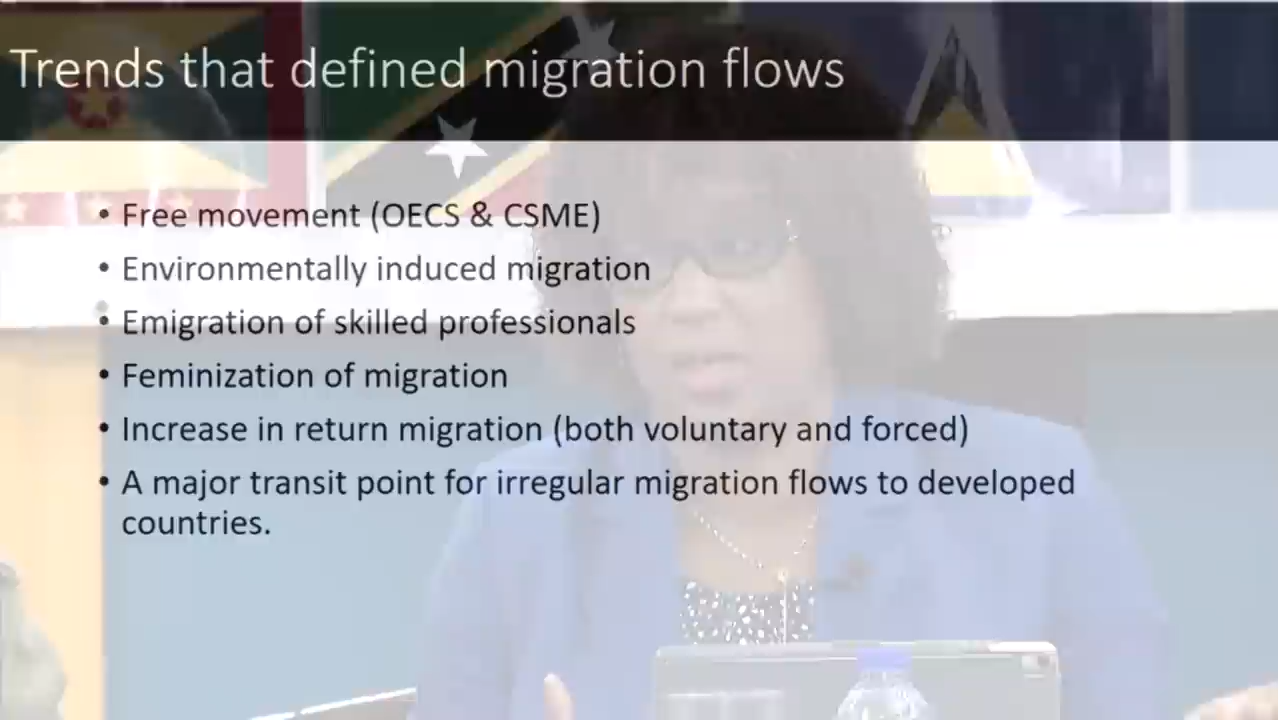 Trends that defined migration flows
• Free movement (OECS & CSME)
• Environmentally induced migration
• Emigration of skilled professionals
• Feminization of migration
• Increase in return migration (both voluntary and forced)
• A major transit point for irregular migration flows to developed
countries.